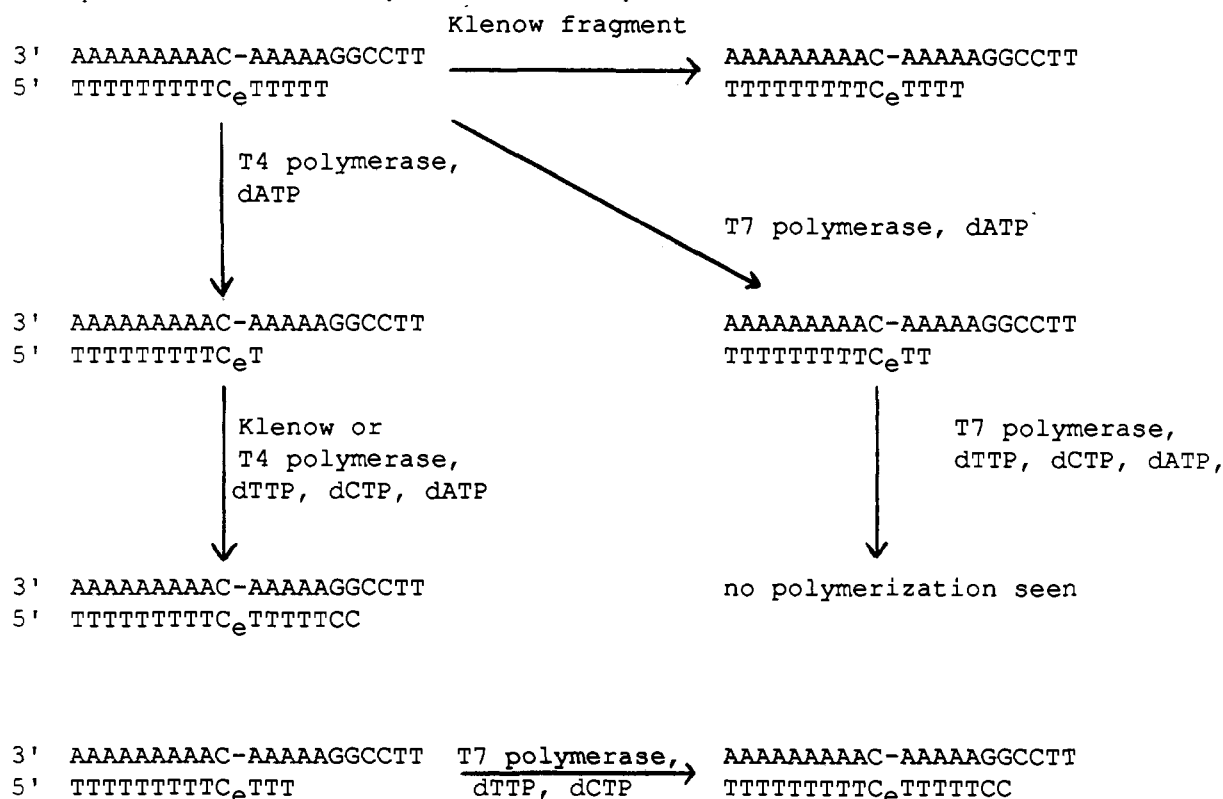 Klenow fragment
3' AAAAAAAAAC-AAAAAGGCCTT AAAAAAAAAC-AAAAAGGCCTT
5' TTTTTTTTTCeTTTTT TTTTTTTTTCeTTTT
T4 polymerase,
dATP
T7 polymerase, dATP
3' AAAAAAAAAC-AAAAAGGCCTT AAAAAAAAAC-AAAAAGGCCTT
5' TTTTTTTTTCeT TTTTTTTTTCeTT
Klenow or T7 polymerase,
T4 polymerase, dTTP, dCTP, dATP,
dTTP, dCTP, dATP
3' AAAAAAAAAC-AAAAAGGCCTT no polymerization seen
5' TTTTTTTTTCeTTTTTCC
3' AAAAAAAAAC-AAAAAGGCCTT T7 polymerase, AAAAAAAAAC-AAAAAGGCCTT
5' TTTTTTTTTCeTTT dTTP, dCTP TTTTTTTTTCeTTTTTCC